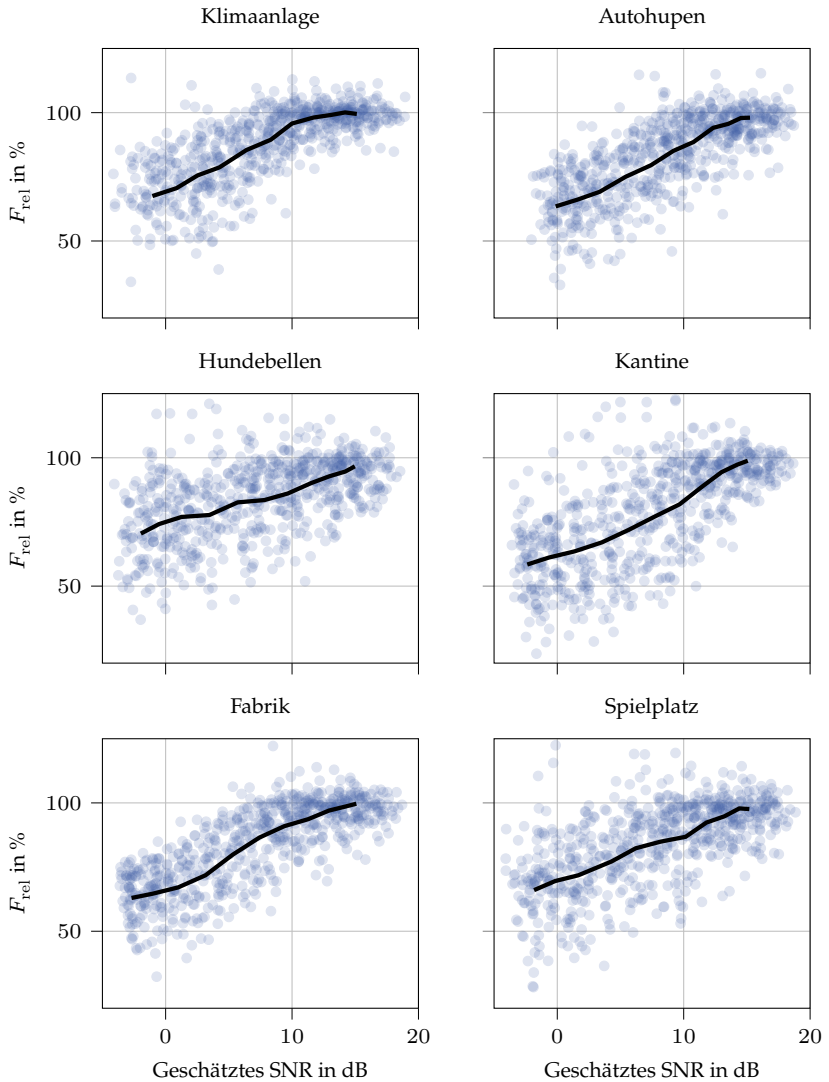 Klimaanlage
Autohupen
100
50
F_rel in %
Hundebellen
Kantine
100
50
F_rel in %
Fabrik
Spielplatz
100
50
F_rel in %
0 10 20
0 10 20
Geschätztes SNR in dB
Geschätztes SNR in dB